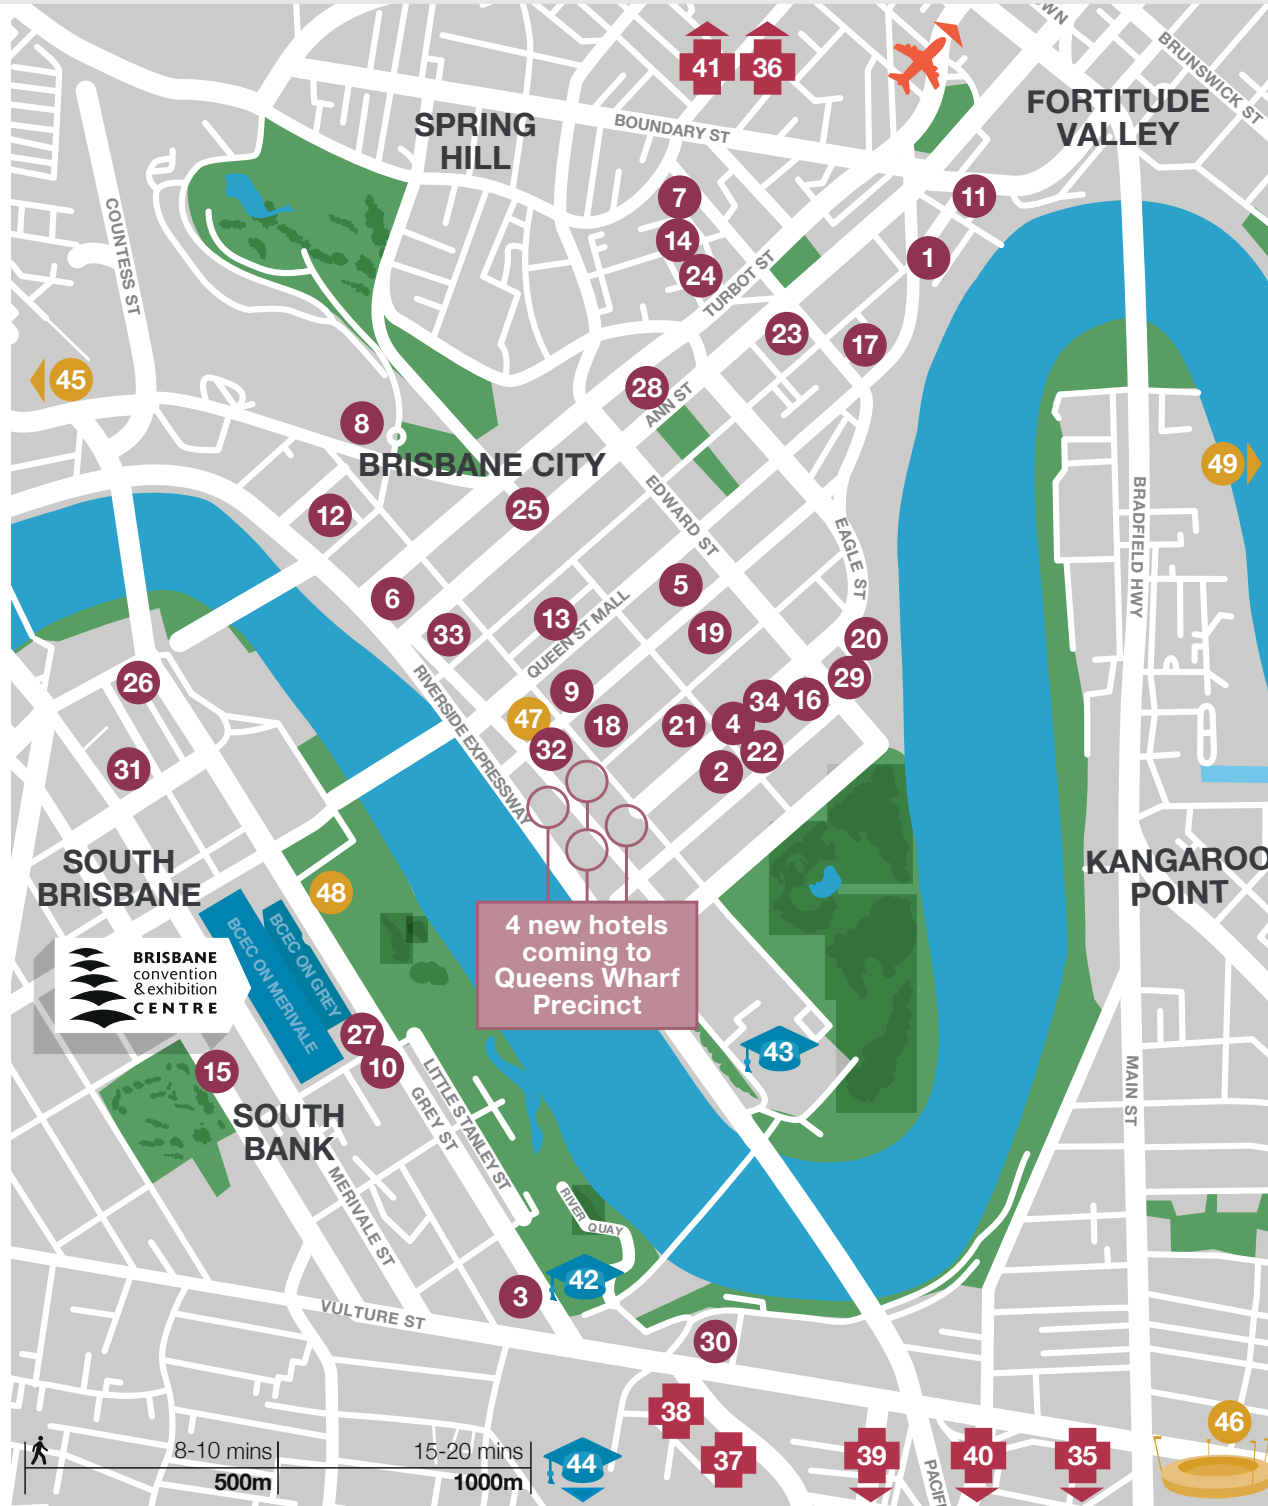 41
36
WN
BRUNSWICK ST
FORTITUDE
VALLEY
SPRING
HILL
BOUNDARY ST
7
11
14
1
24
COUNTESS ST
TURBOT ST
23
17
45
28
ANN ST
8
BRISBANE CITY
49
12
25
EDWARD ST
EAGLE ST
BRADFIELD HWY
6
5
13
33
QUEEN ST MALL
19
20
26
RIVERSIDE EXPRESSWAY
9
29
34
16
47
18
21
4
32
22
31
2
SOUTH
BRISBANE
KANGAROO
POINT
48
4 new hotels
coming to
Queens Wharf
Precinct
BCEC ON MERIVALE
BCEC ON GREY
BRISBANE
convention
& exhibition
CENTRE
27
10
43
15
LITTLE STANLEY ST
GREY ST
MAIN ST
SOUTH
BANK
MERIVALE ST
RIVER
QUAY
42
3
VULTURE ST
30
38
46
37
39
40
35
44
PACIFI
8-10 mins
15-20 mins
500m
1000m